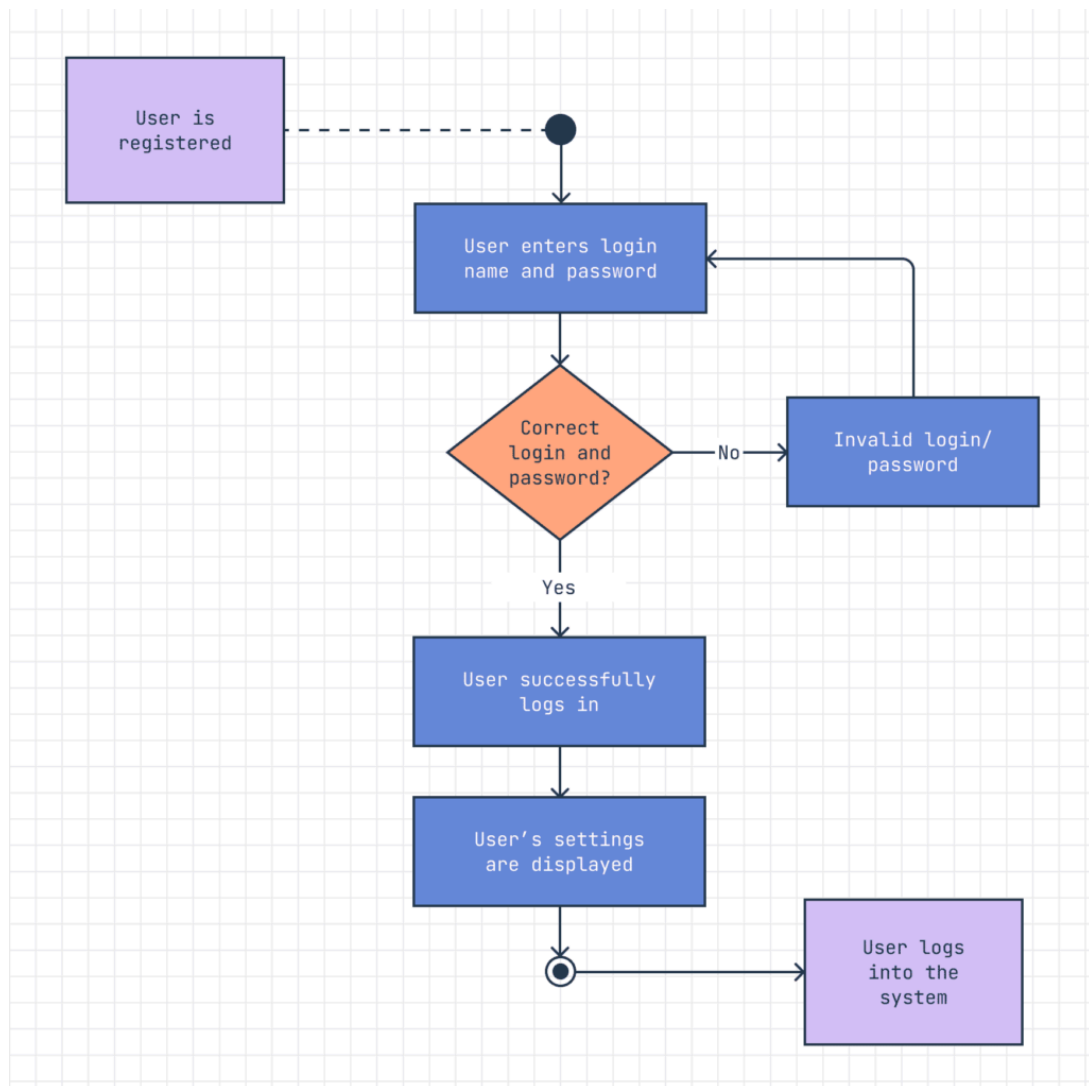 User is
registered
User enters login
name and password
Correct
login and
password?
No
Invalid login/
password
Yes
User successfully
logs in
User’s settings
are displayed
User logs
into the
system